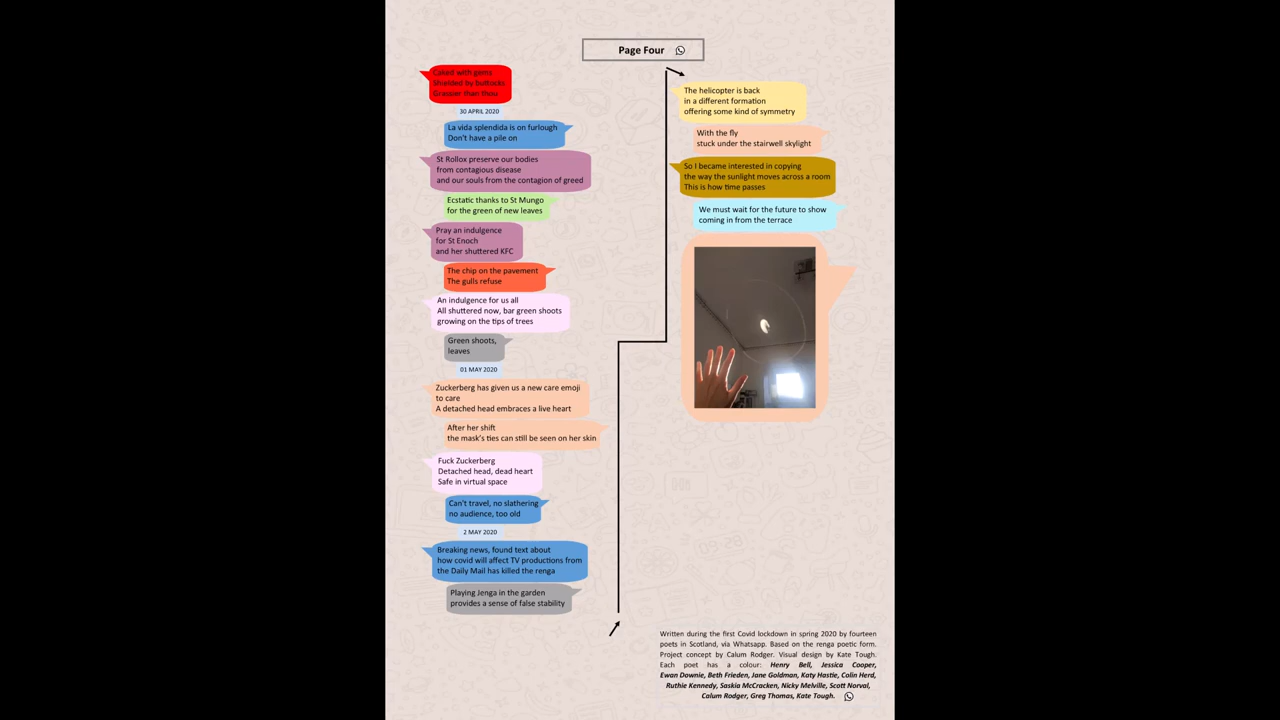 Page Four
Caked with gems
Shielded by buttocks
Grassier than thou
30 APRIL 2020
La vida splendida is on furlough
Don't have a pile on
St Rollox preserve our bodies
from contagious disease
and our souls from the contagion of greed
Ecstatic thanks to St Mungo
for the green of new leaves
Pray an indulgence
for St Enoch
and her shuttered KFC
The chip on the pavement
The gulls refuse
An indulgence for us all
All shuttered now, bar green shoots
growing on the tips of trees
Green shoots,
leaves
01 MAY 2020
Zuckerberg has given us a new care emoji
to care
A detached head embraces a live heart
After her shift
the mask's ties can still be seen on her skin
Fuck Zuckerberg
Detached head, dead heart
Safe in virtual space
Can't travel, no slathering
no audience, too old
2 MAY 2020
Breaking news, found text about
how covid will affect TV productions from
the Daily Mail has killed the renga
Playing Jenga in the garden
provides a sense of false stability
The helicopter is back
in a different formation
offering some kind of symmetry
With the fly
stuck under the stairwell skylight
So I became interested in copying
the way the sunlight moves across a room
This is how time passes
We must wait for the future to show
coming in from the terrace
Written during the first Covid lockdown in spring 2020 by fourteen
poets in Scotland, via Whatsapp. Based on the renga poetic form.
Project concept by Calum Rodger. Visual design by Kate Tough.
Each poet has a colour: Henry Bell, Jessica Cooper,
Ewan Downie, Beth Frieden, Jane Goldman, Katy Hastie, Colin Herd,
Ruthie Kennedy, Saskia McCracken, Nicky Melville, Scott Norval,
Calum Rodger, Greg Thomas, Kate Tough.